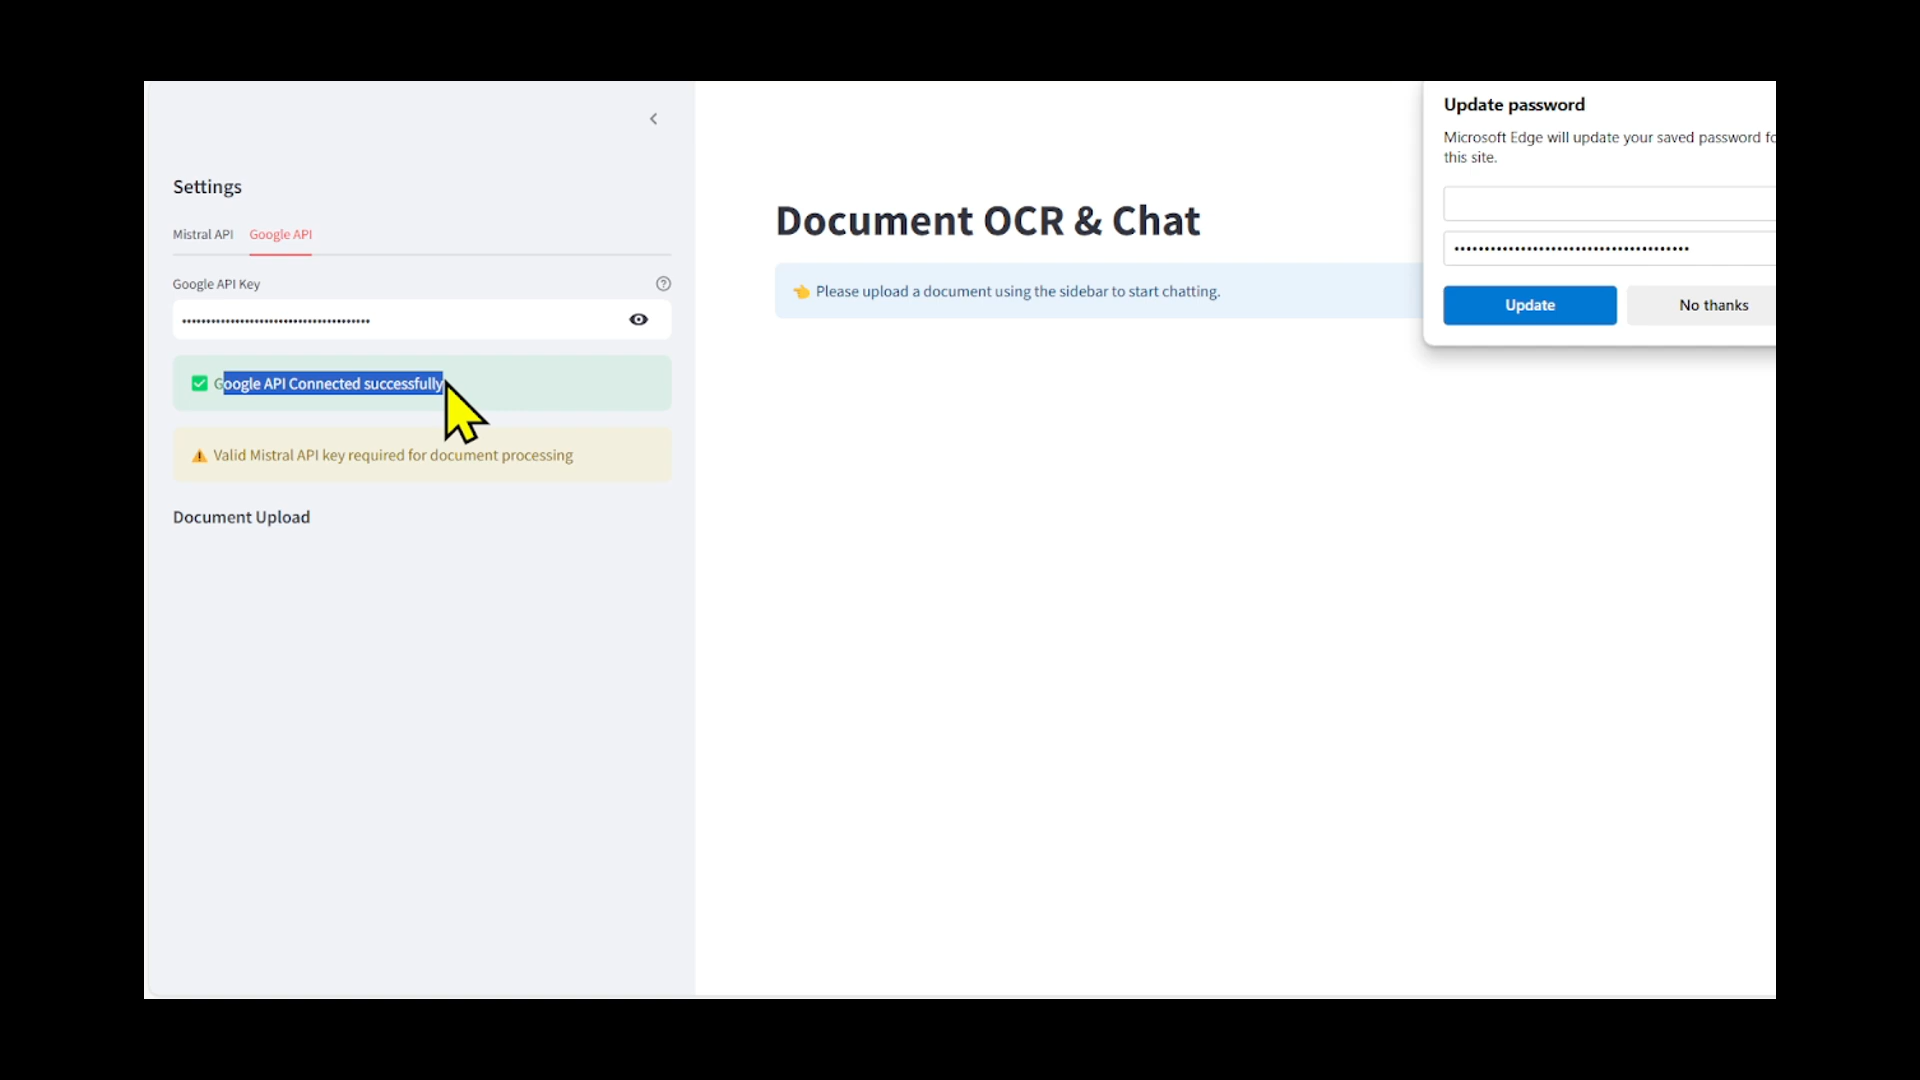 Settings
Mistral API Google API
Google API Key
Google API Connected successfully
Valid Mistral API key required for document processing
Document Upload
Document OCR & Chat
Please upload a document using the sidebar to start chatting.
Update password
Microsoft Edge will update your saved password fo
this site.
Update No thanks